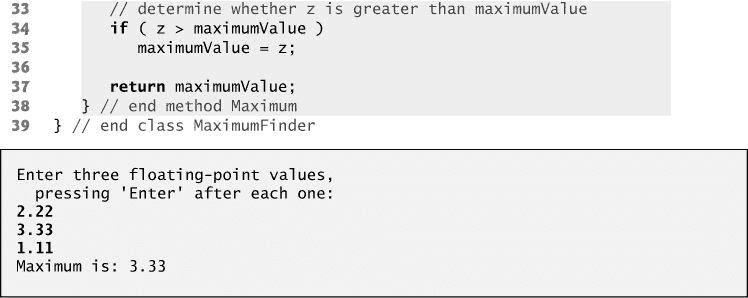 33 // determine whether z is greater than maximumValue
34 if ( z > maximumValue )
35 maximumValue = z;
36
37 return maximumValue;
38 } // end method Maximum
39 } // end class MaximumFinder
Enter three floating-point values,
pressing 'Enter' after each one:
2.22
3.33
1.11
Maximum is: 3.33